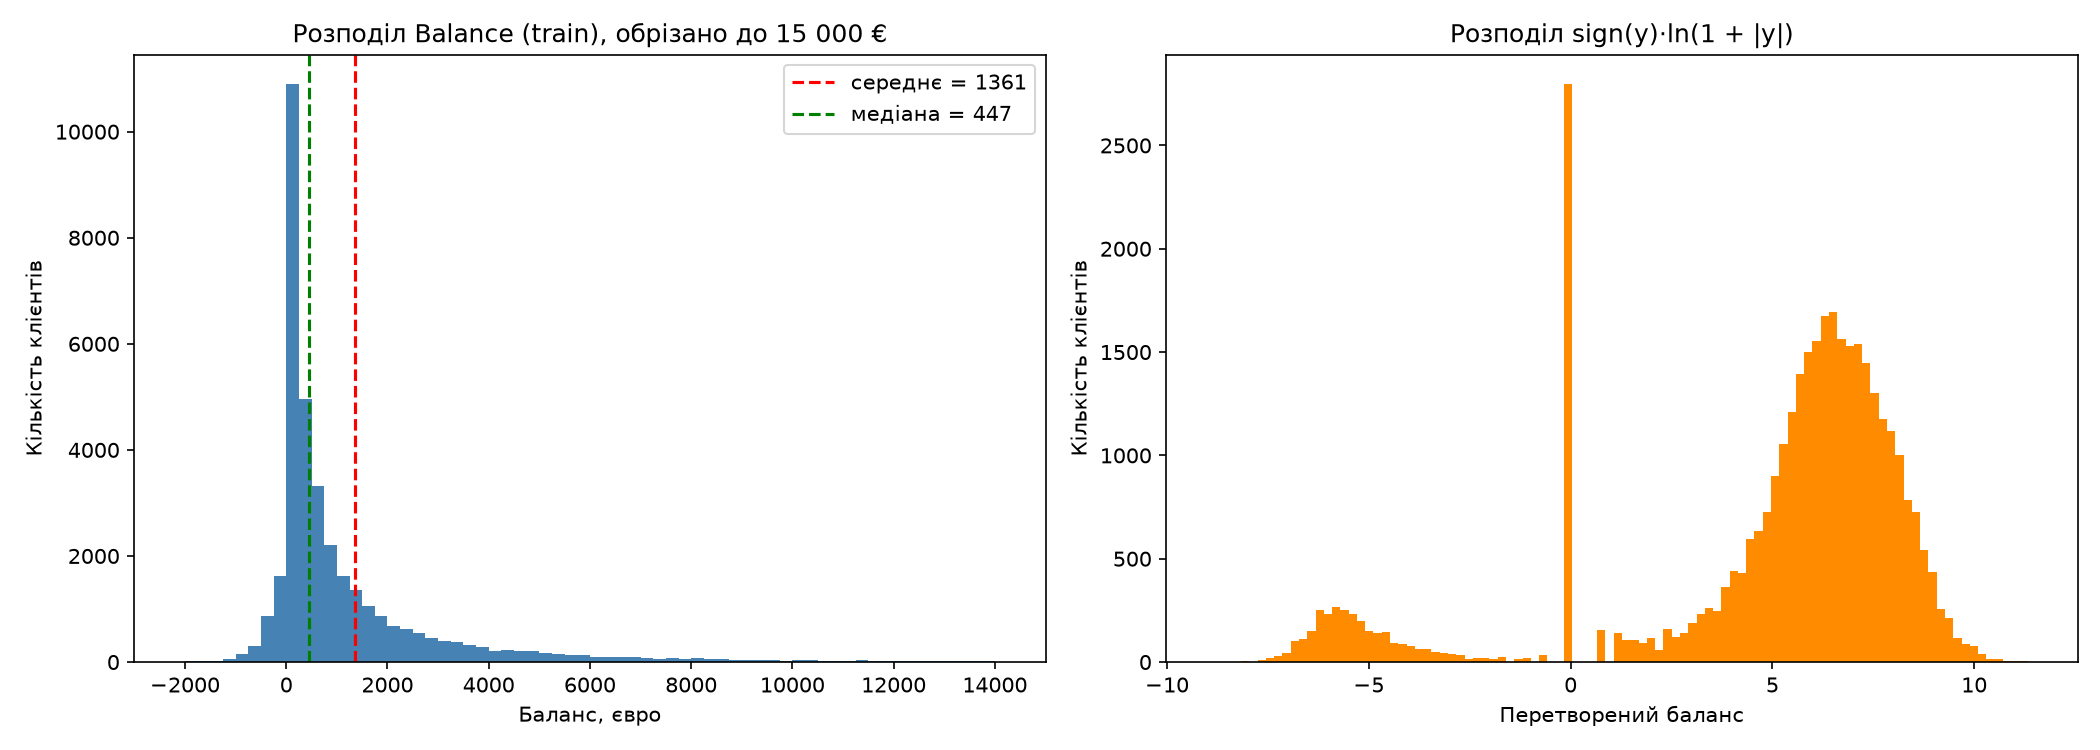 Розподіл Balance (train), обрізано до 15 000 €
середнє = 1361
медіана = 447
Кількість клієнтів
10000
8000
6000
4000
2000
0
−2000 0 2000 4000 6000 8000 10000 12000 14000
Баланс, євро
Розподіл sign(y)·ln(1 + |y|)
Кількість клієнтів
2500
2000
1500
1000
500
0
−10 −5 0 5 10
Перетворений баланс